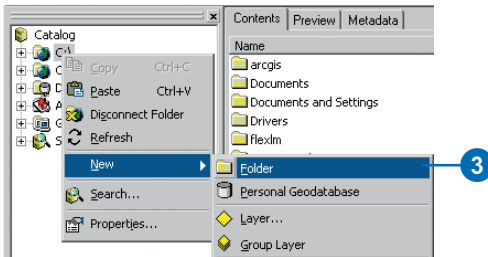 Contents Preview Metadata
Catalog
Name
C:\
arcgis
Copy Ctrl+C
Documents
Paste Ctrl+V
Documents and Settings
Disconnect Folder
Drivers
Refresh
flexlm
New
Folder
3
Search...
Personal Geodatabase
Properties...
Layer...
Group Layer